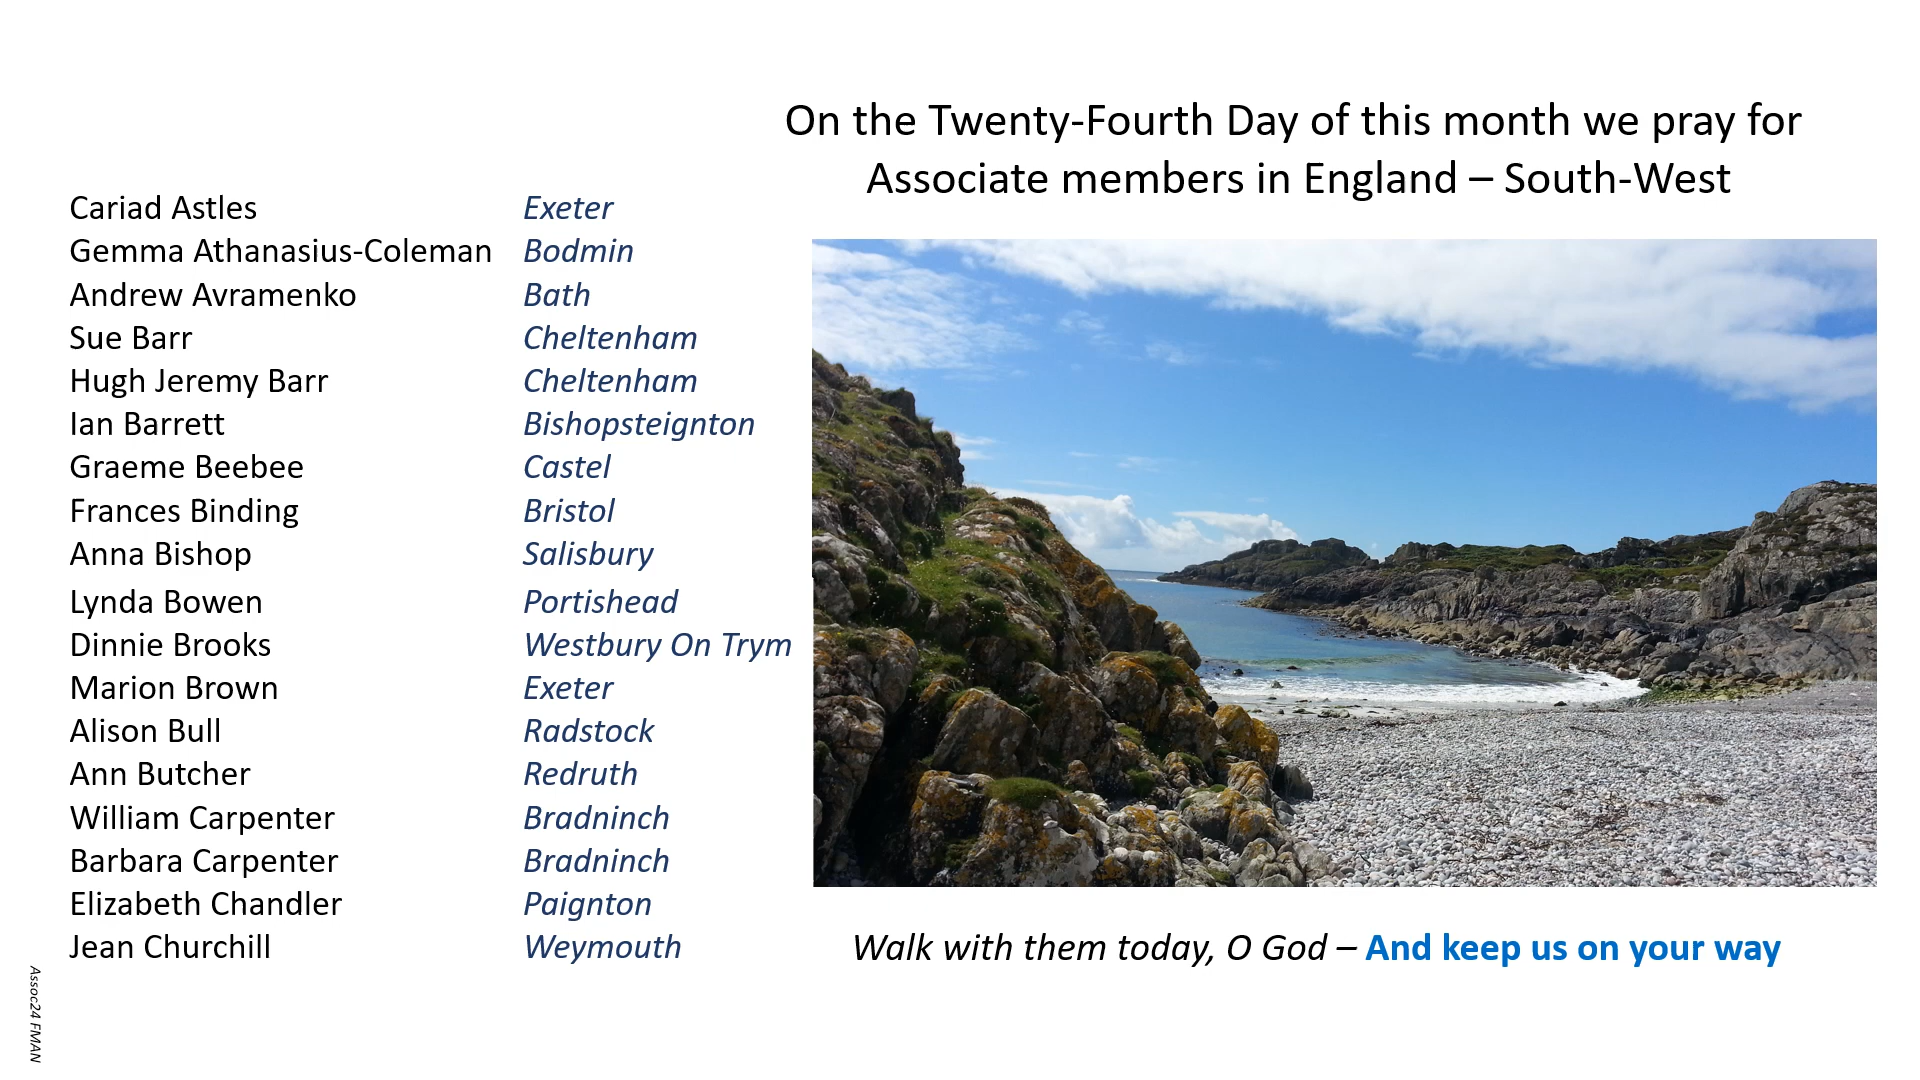 On the Twenty-Fourth Day of this month we pray for
Associate members in England – South-West
Cariad Astles Exeter
Gemma Athanasius-Coleman Bodmin
Andrew Avramenko Bath
Sue Barr Cheltenham
Hugh Jeremy Barr Cheltenham
Ian Barrett Bishopsteignton
Graeme Beebee Castel
Frances Binding Bristol
Anna Bishop Salisbury
Lynda Bowen Portishead
Dinnie Brooks Westbury On Trym
Marion Brown Exeter
Alison Bull Radstock
Ann Butcher Redruth
William Carpenter Bradninch
Barbara Carpenter Bradninch
Elizabeth Chandler Paignton
Jean Churchill Weymouth
Walk with them today, O God – And keep us on your way
Assoc24 FMAN